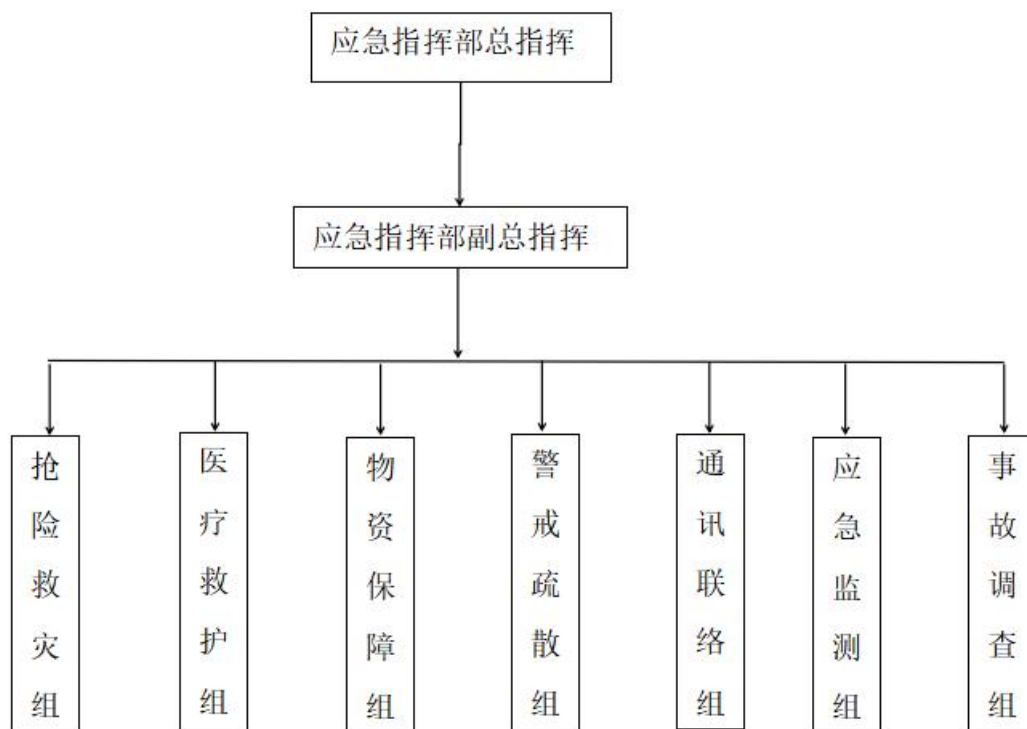 应急指挥部总指挥
应急指挥部副总指挥
抢险救灾组
医疗救护组
物资保障组
警戒疏散组
通讯联络组
应急监测组
事故调查组